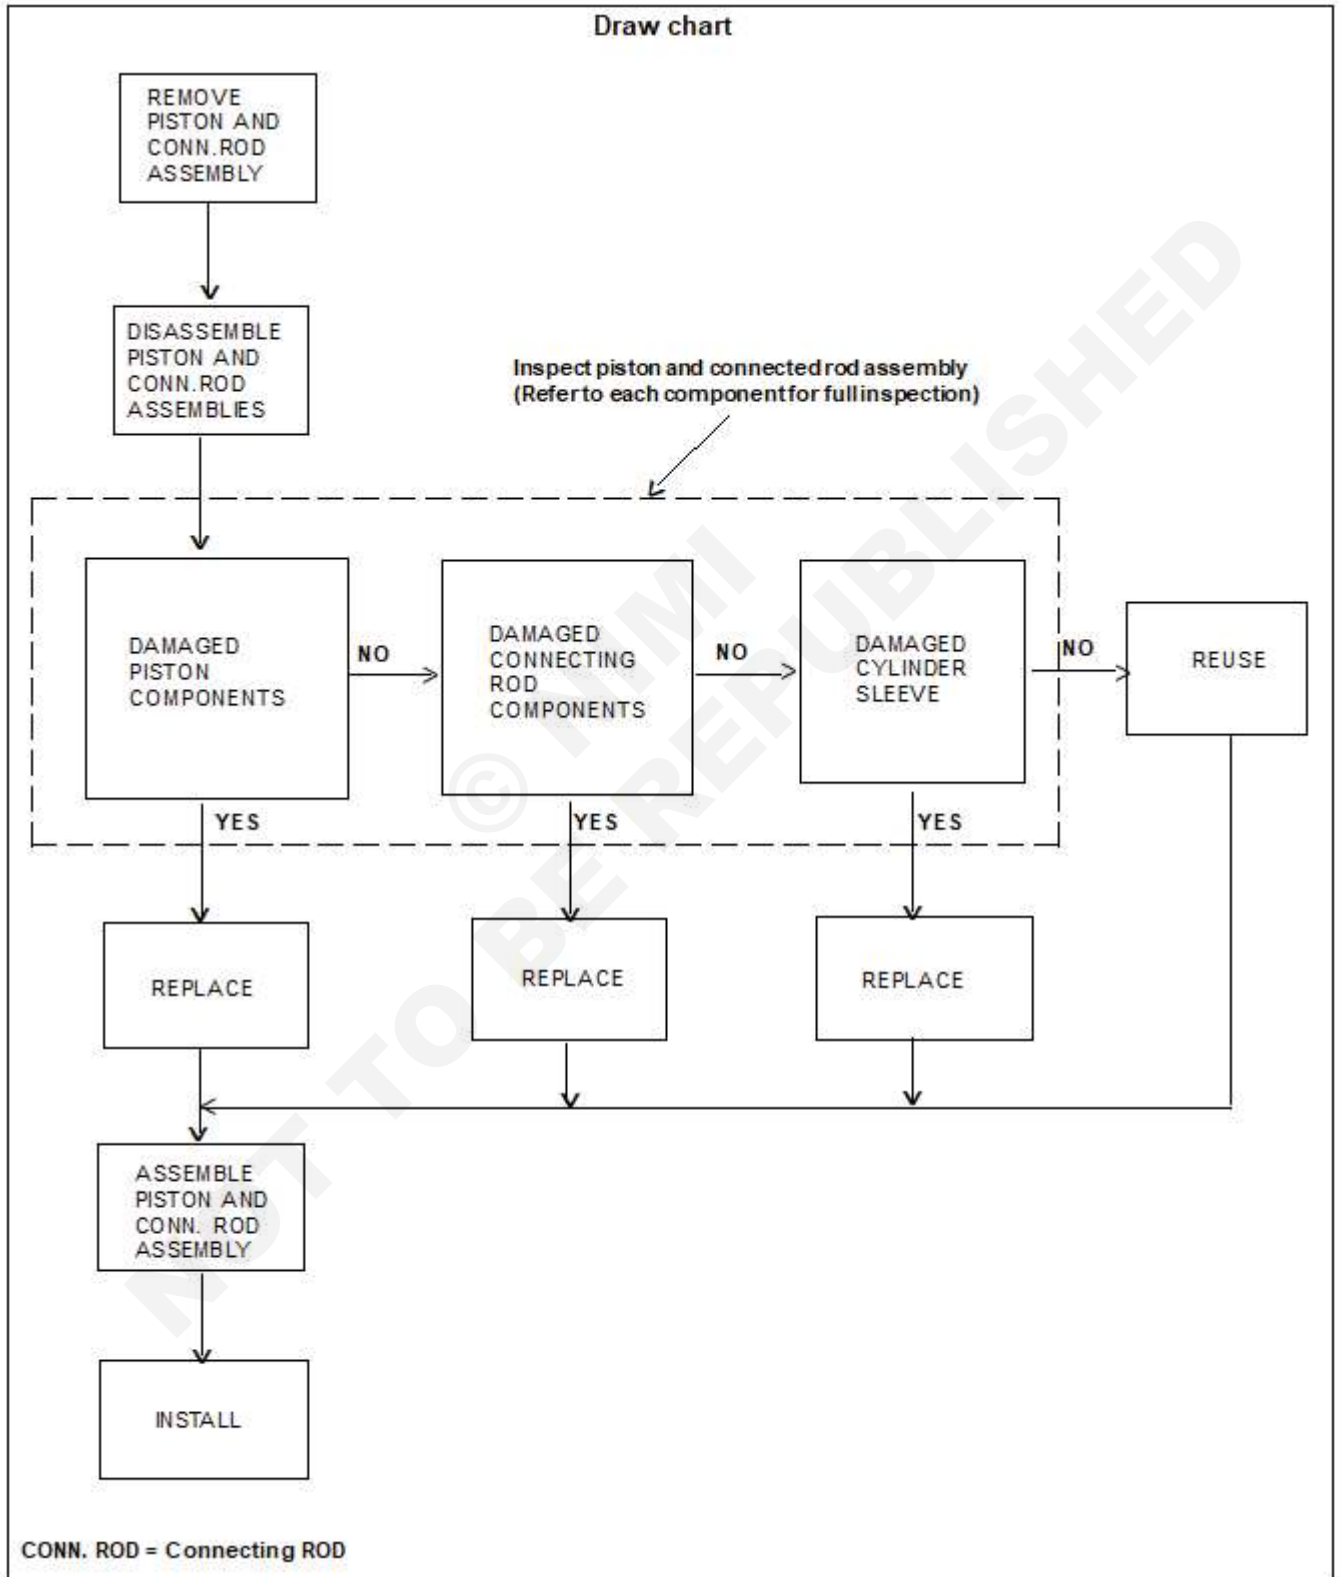 Draw chart
REMOVE
PISTON AND
CONN.ROD
ASSEMBLY
DISASSEMBLE
PISTON AND
CONN.ROD
ASSEMBLIES
Inspect piston and connected rod assembly
(Refer to each component for full inspection)
DAMAGED
PISTON
COMPONENTS
NO
DAMAGED
CONNECTING
ROD
COMPONENTS
NO
DAMAGED
CYLINDER
SLEEVE
NO
REUSE
YES
YES
YES
REPLACE
REPLACE
REPLACE
ASSEMBLE
PISTON AND
CONN. ROD
ASSEMBLY
INSTALL
CONN. ROD = Connecting ROD
© NIMI
NOT TO BE REPUBLISHED